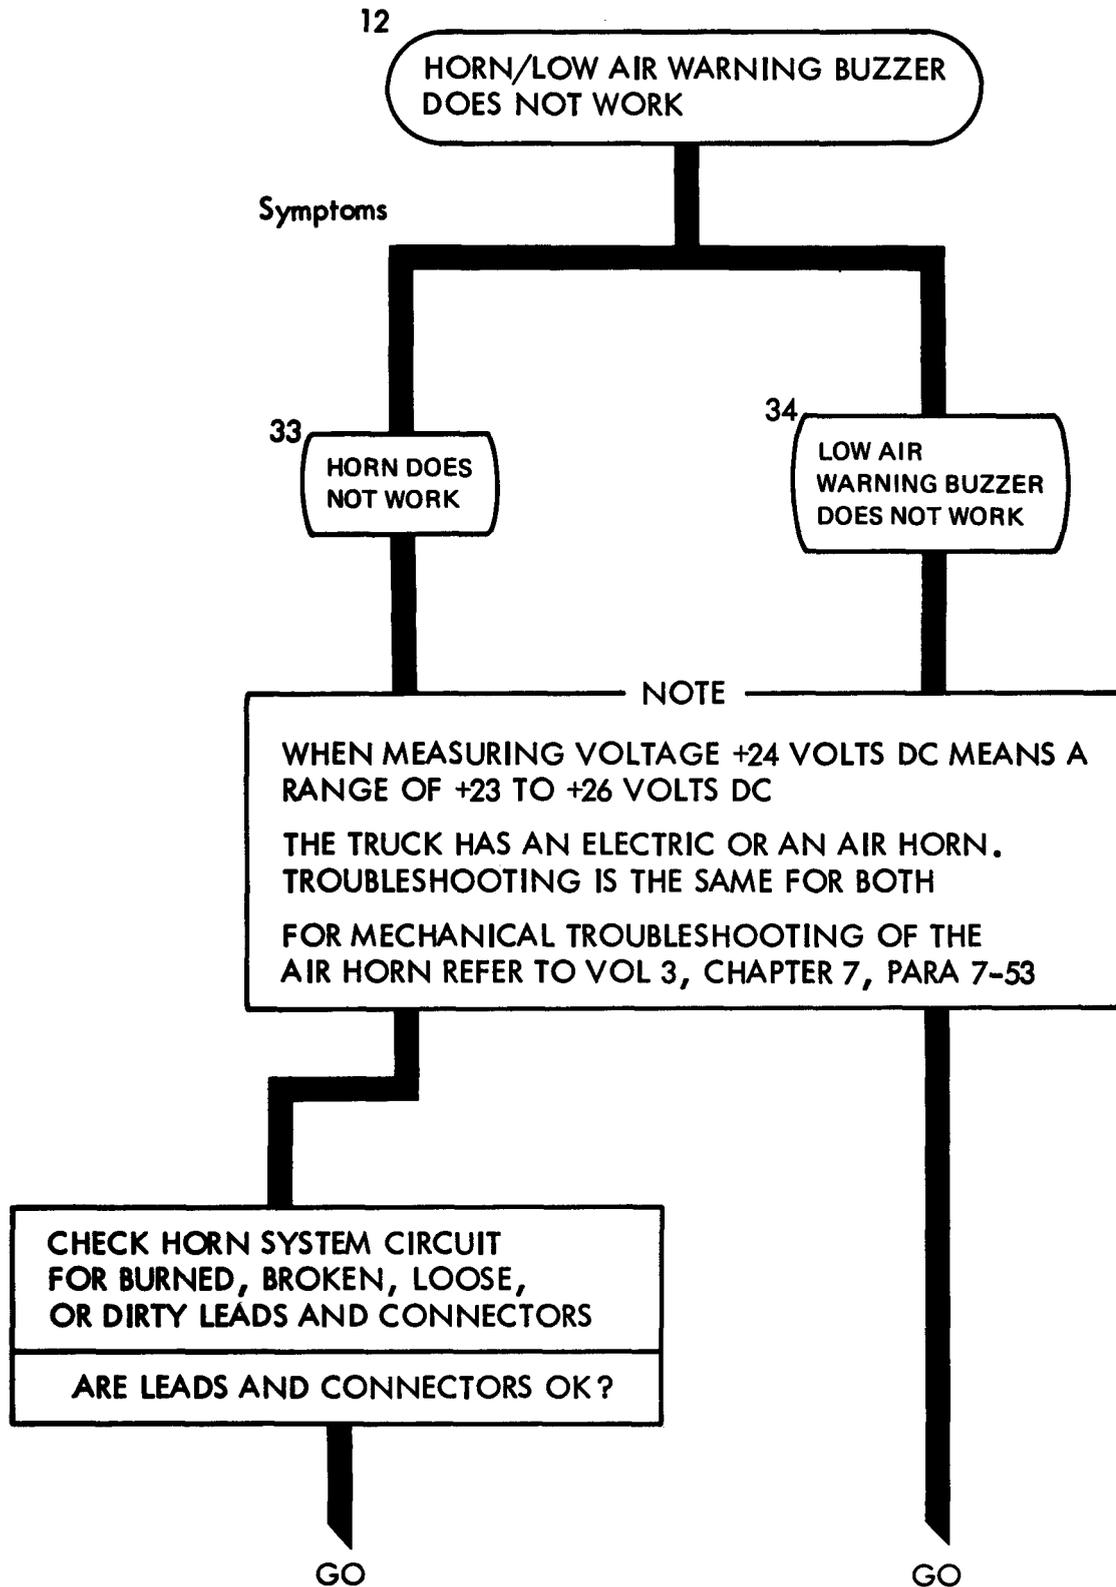 12
HORN/LOW AIR WARNING BUZZER
DOES NOT WORK
Symptoms
33
HORN DOES
NOT WORK
34
LOW AIR
WARNING BUZZER
DOES NOT WORK
NOTE
WHEN MEASURING VOLTAGE +24 VOLTS DC MEANS A
RANGE OF +23 TO +26 VOLTS DC
THE TRUCK HAS AN ELECTRIC OR AN AIR HORN.
TROUBLESHOOTING IS THE SAME FOR BOTH
FOR MECHANICAL TROUBLESHOOTING OF THE
AIR HORN REFER TO VOL 3, CHAPTER 7, PARA 7-53
CHECK HORN SYSTEM CIRCUIT
FOR BURNED, BROKEN, LOOSE,
OR DIRTY LEADS AND CONNECTORS
ARE LEADS AND CONNECTORS OK?
GO
GO